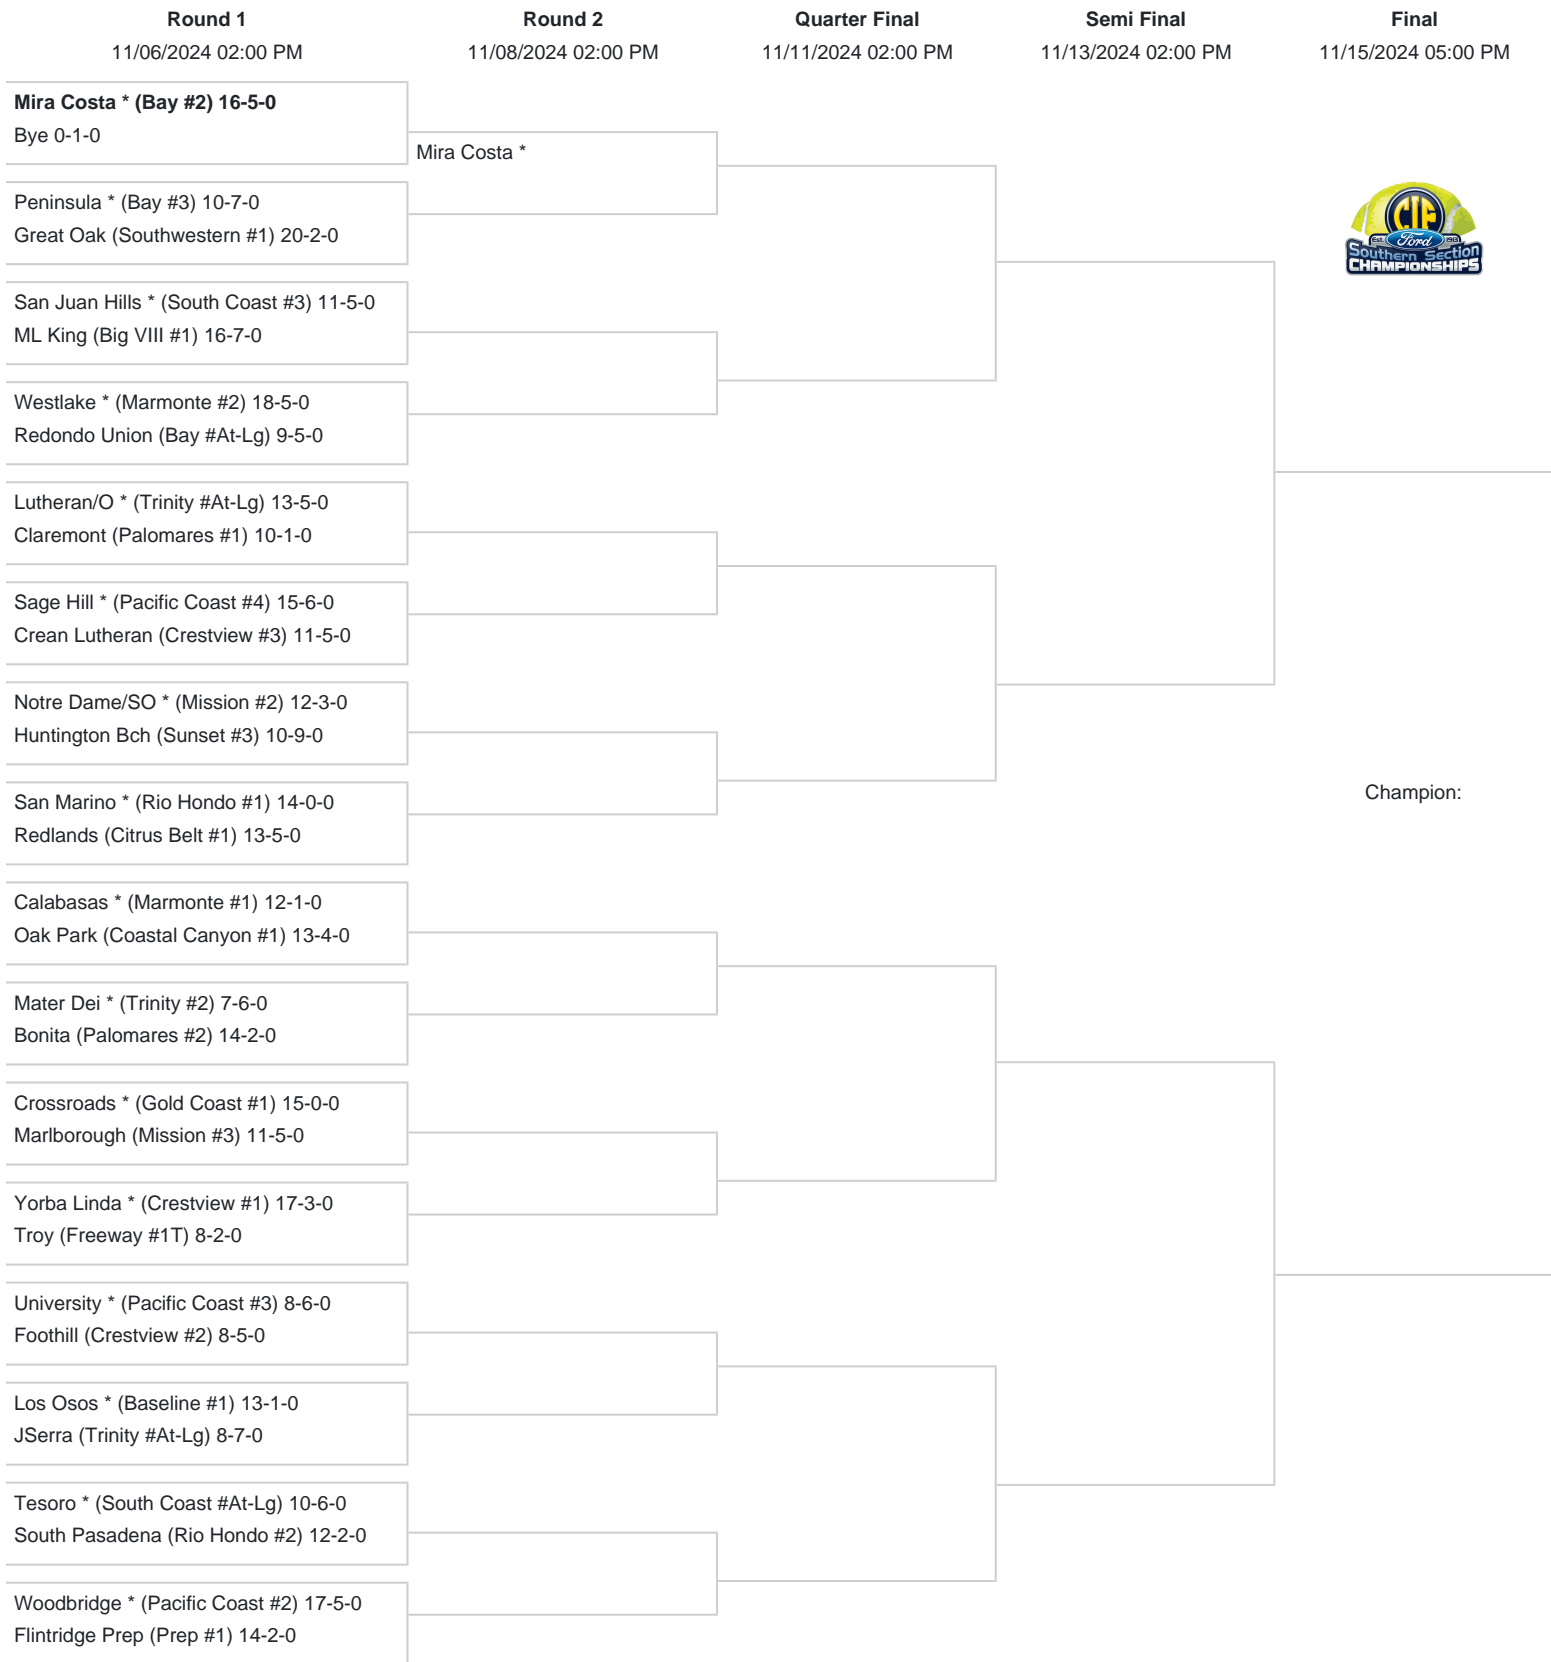 Round 1
11/06/2024 02:00 PM
Round 2
11/08/2024 02:00 PM
Quarter Final
11/11/2024 02:00 PM
Semi Final
11/13/2024 02:00 PM
Final
11/15/2024 05:00 PM
Mira Costa * (Bay #2) 16-5-0
Bye 0-1-0
Mira Costa *
Peninsula * (Bay #3) 10-7-0
Great Oak (Southwestern #1) 20-2-0
CIF
Est.
Ford
1913
Southern Section
CHAMPIONSHIPS
San Juan Hills * (South Coast #3) 11-5-0
ML King (Big VIII #1) 16-7-0
Westlake * (Marmonte #2) 18-5-0
Redondo Union (Bay #At-Lg) 9-5-0
Lutheran/O * (Trinity #At-Lg) 13-5-0
Claremont (Palomares #1) 10-1-0
Sage Hill * (Pacific Coast #4) 15-6-0
Crean Lutheran (Crestview #3) 11-5-0
Notre Dame/SO * (Mission #2) 12-3-0
Huntington Bch (Sunset #3) 10-9-0
San Marino * (Rio Hondo #1) 14-0-0
Redlands (Citrus Belt #1) 13-5-0
Champion:
Calabasas * (Marmonte #1) 12-1-0
Oak Park (Coastal Canyon #1) 13-4-0
Mater Dei * (Trinity #2) 7-6-0
Bonita (Palomares #2) 14-2-0
Crossroads * (Gold Coast #1) 15-0-0
Marlborough (Mission #3) 11-5-0
Yorba Linda * (Crestview #1) 17-3-0
Troy (Freeway #1T) 8-2-0
University * (Pacific Coast #3) 8-6-0
Foothill (Crestview #2) 8-5-0
Los Osos * (Baseline #1) 13-1-0
JSerra (Trinity #At-Lg) 8-7-0
Tesoro * (South Coast #At-Lg) 10-6-0
South Pasadena (Rio Hondo #2) 12-2-0
Woodbridge * (Pacific Coast #2) 17-5-0
Flintridge Prep (Prep #1) 14-2-0